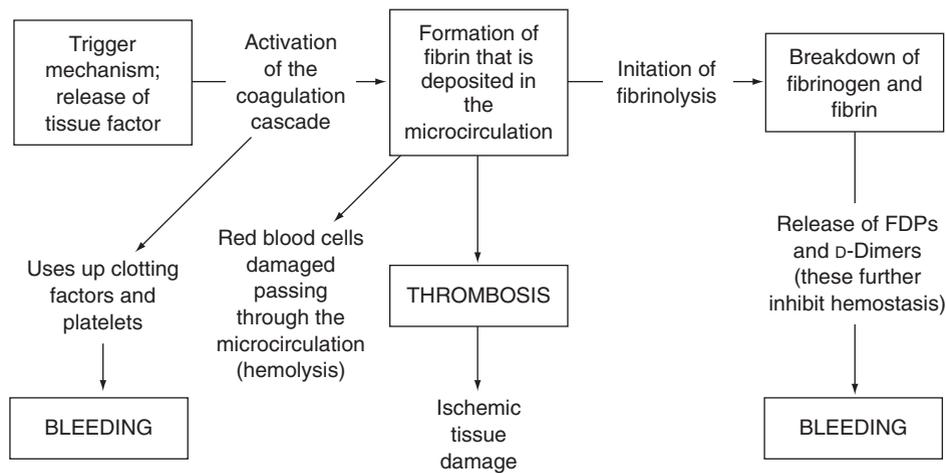 Trigger
mechanism;
release of
tissue factor
Activation
of the
coagulation
cascade
Formation of
fibrin that is
deposited in
the
microcirculation
Initation of
fibrinolysis
Breakdown of
fibrinogen and
fibrin
Uses up clotting
factors and
platelets
BLEEDING
Red blood cells
damaged
passing
through the
microcirculation
(hemolysis)
THROMBOSIS
Ischemic
tissue
damage
Release of FDPs
and D-Dimers
(these further
inhibit hemostasis)
BLEEDING